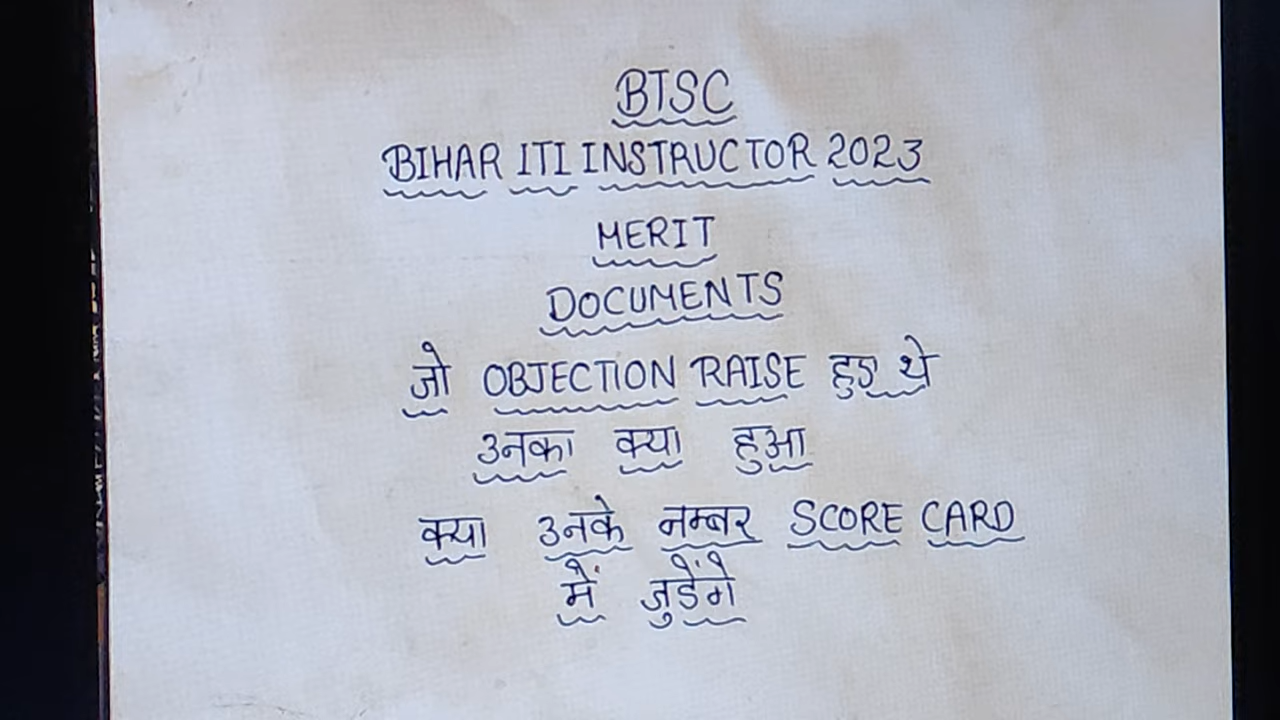 BTSC
BIHAR ITI INSTRUCTOR 2023
MERIT
DOCUMENTS
जो OBJECTION RAISE हुए थे
उनका क्या हुआ
क्या उनके नम्बर SCORE CARD
में जुडेंगे